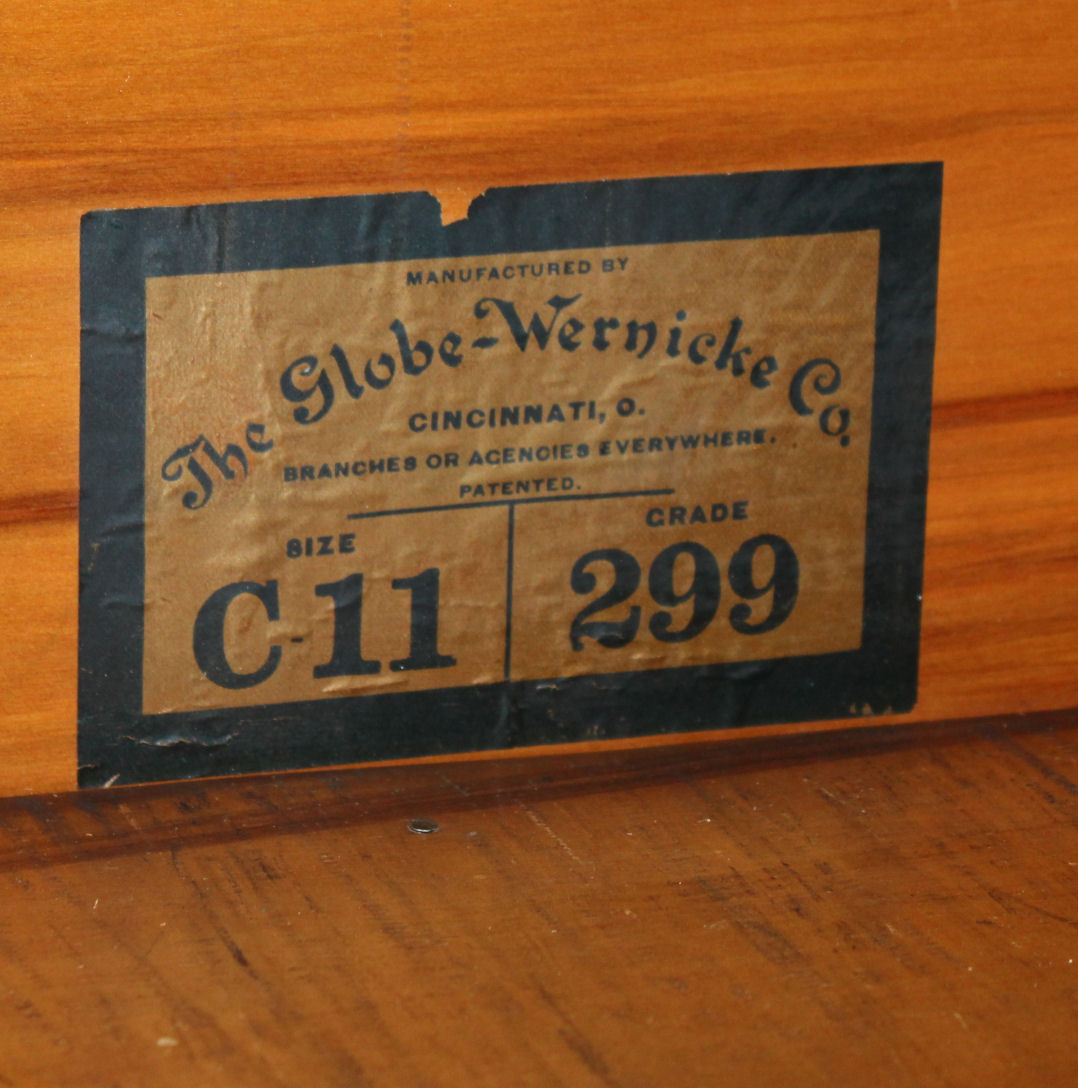 MANUFACTURED BY
The Globe-Wernicke Co.
CINCINNATI, O.
BRANCHES OR AGENCIES EVERYWHERE.
PATENTED.
SIZE
C-11
GRADE
299